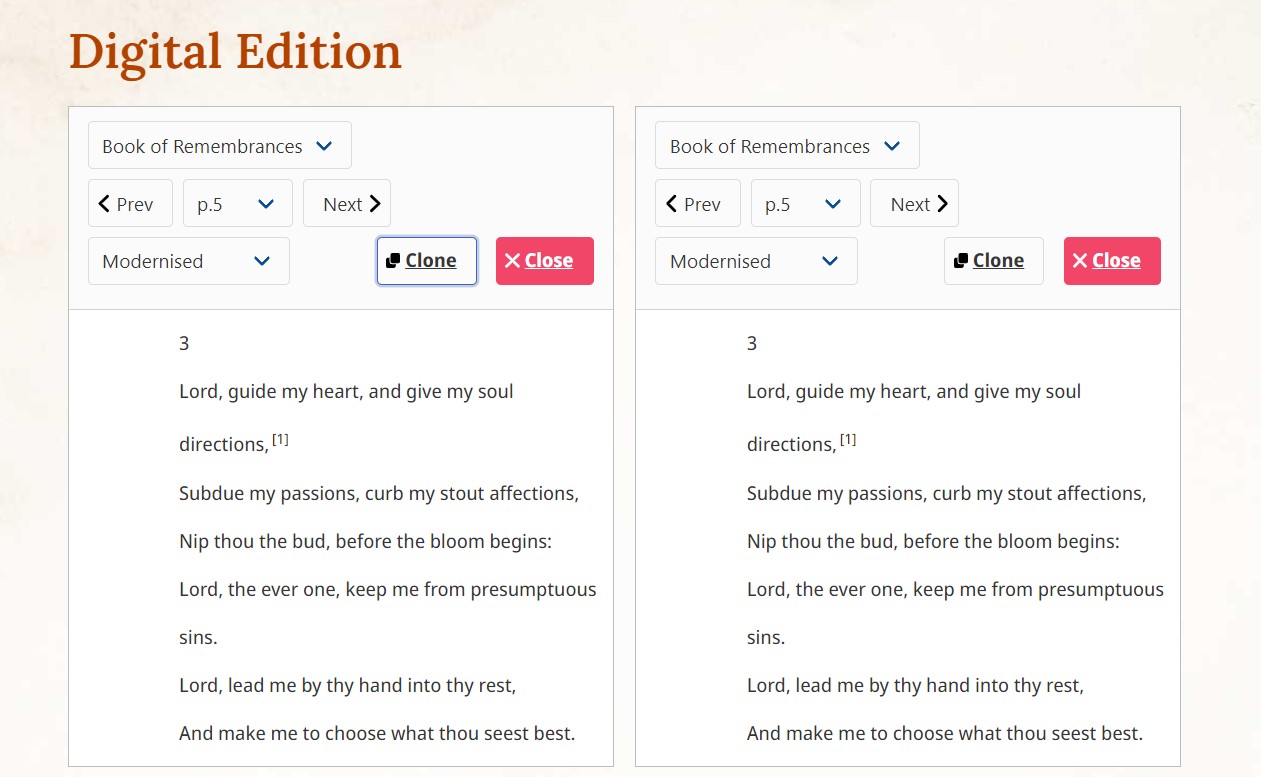 Digital Edition
Book of Remembrances
Prev p.5 Next
Modernised Clone Close
3
Lord, guide my heart, and give my soul
directions, [1]
Subdue my passions, curb my stout affections,
Nip thou the bud, before the bloom begins:
Lord, the ever one, keep me from presumptuous
sins.
Lord, lead me by thy hand into thy rest,
And make me to choose what thou seest best.
Book of Remembrances
Prev p.5 Next
Modernised Clone Close
3
Lord, guide my heart, and give my soul
directions, [1]
Subdue my passions, curb my stout affections,
Nip thou the bud, before the bloom begins:
Lord, the ever one, keep me from presumptuous
sins.
Lord, lead me by thy hand into thy rest,
And make me to choose what thou seest best.